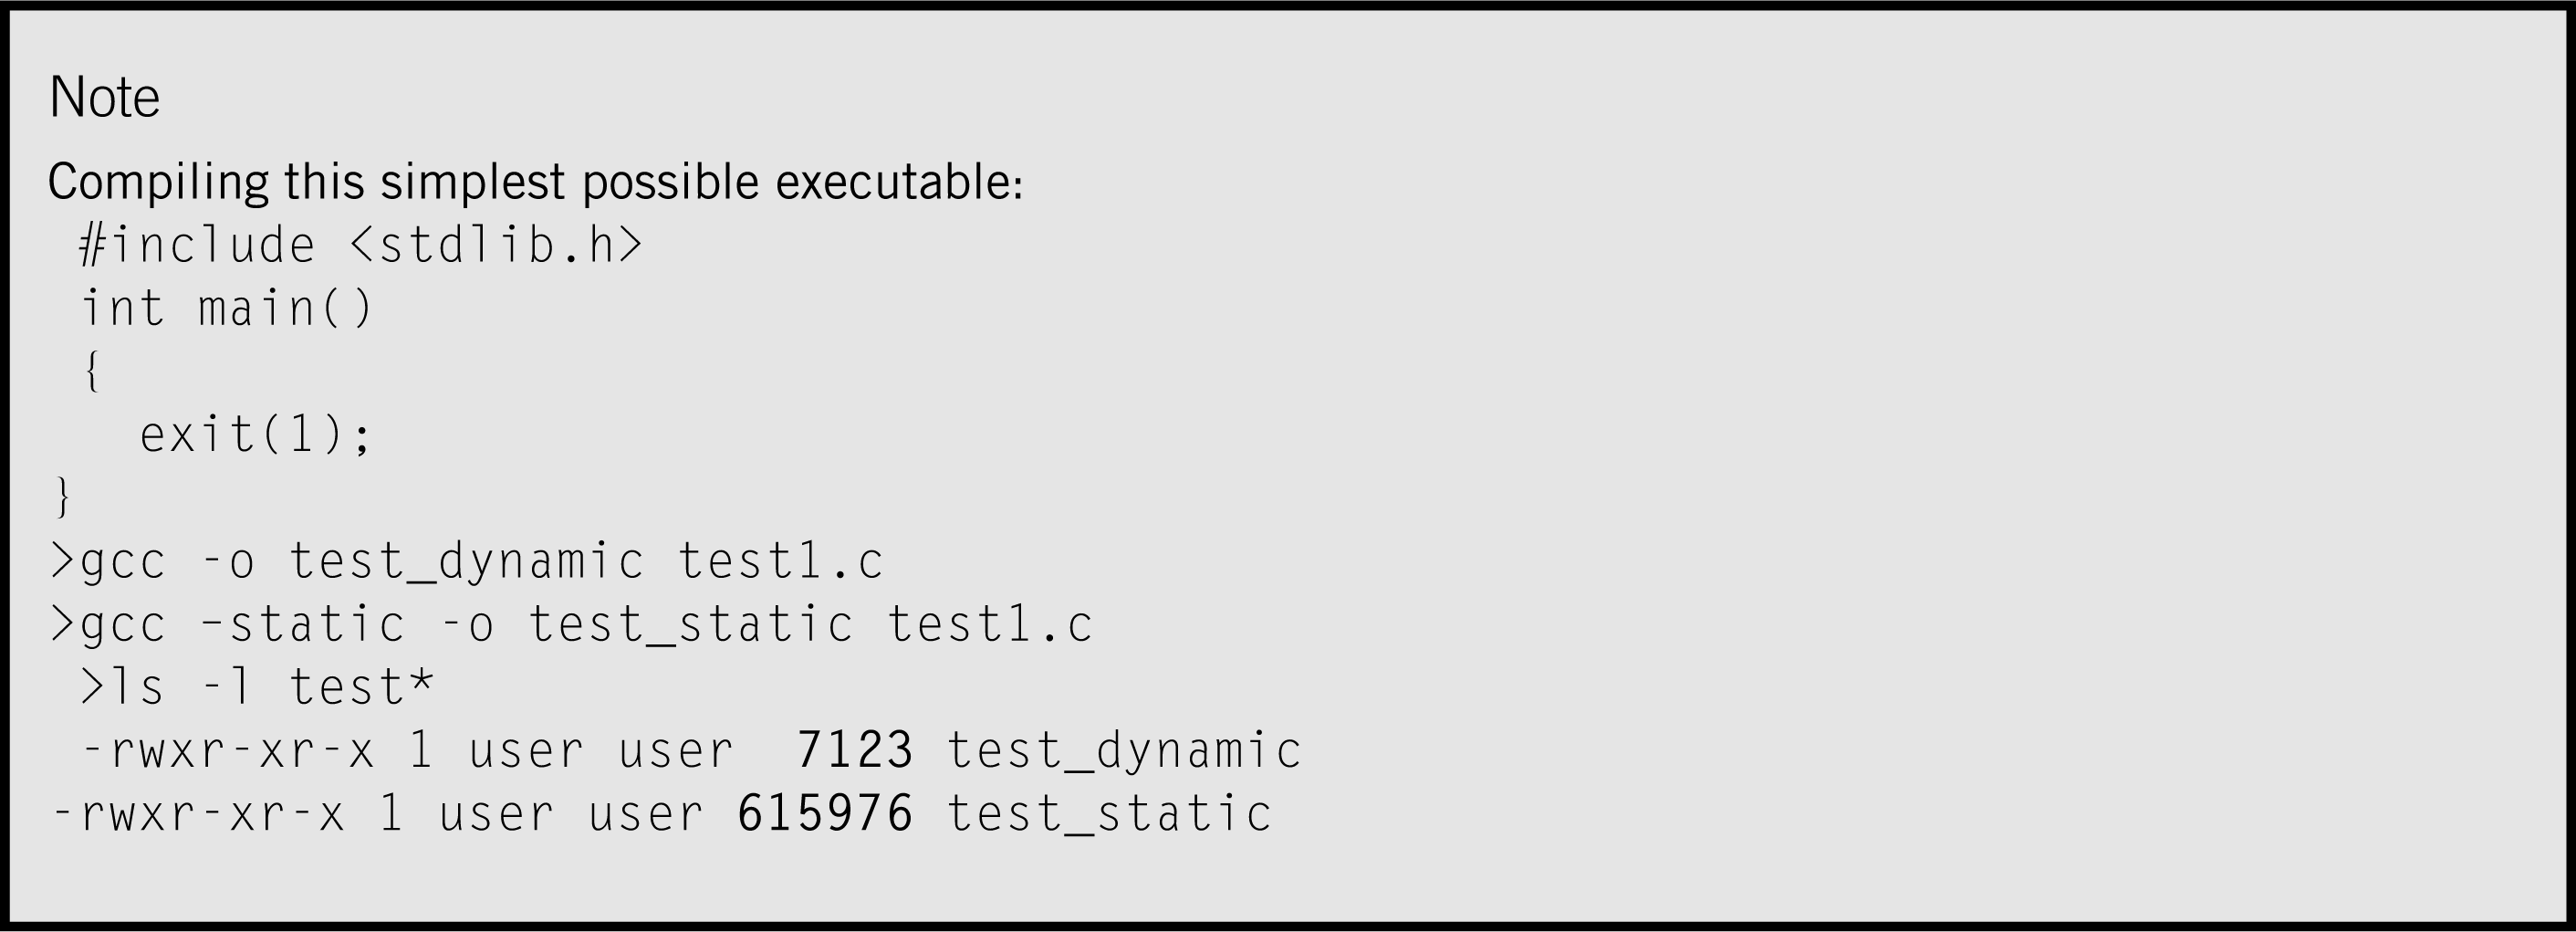 Note
Compiling this simplest possible executable:
#include <stdlib.h>
int main()
{
exit(1);
}
>gcc -o test_dynamic test1.c
>gcc –static -o test_static test1.c
>ls -l test*
-rwxr-xr-x 1 user user 7123 test_dynamic
-rwxr-xr-x 1 user user 615976 test_static